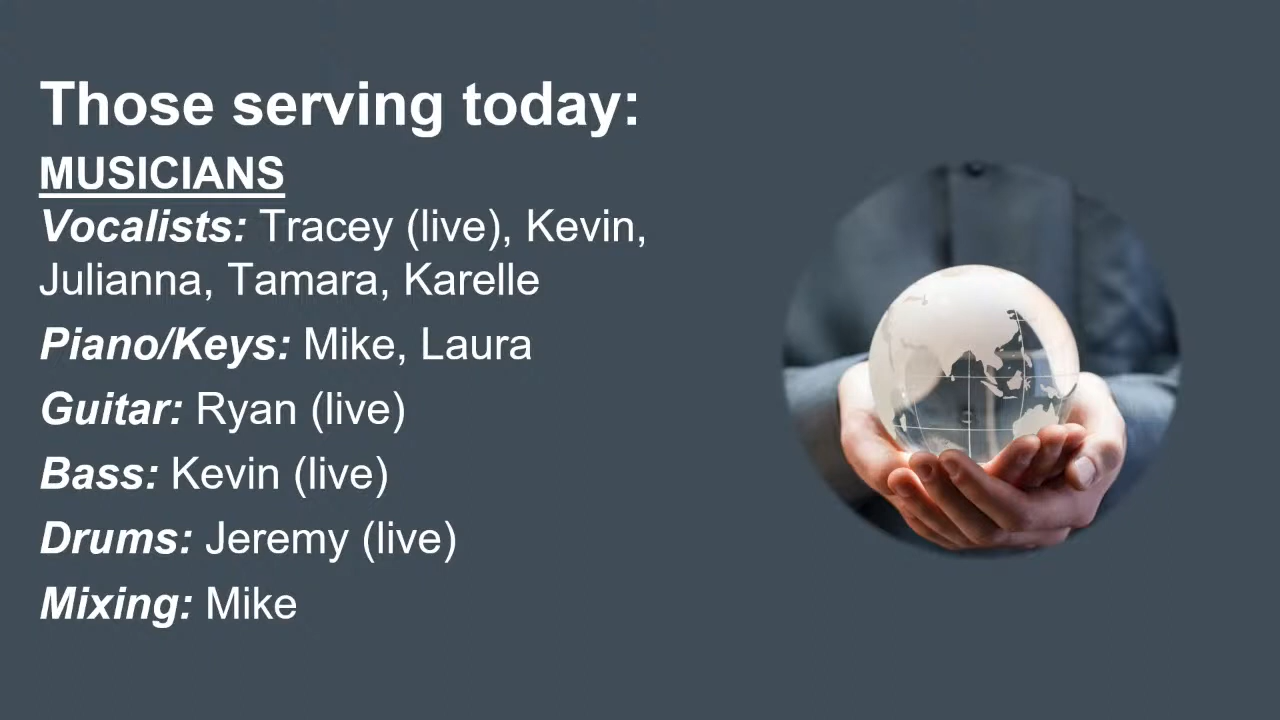 Those serving today:
MUSICIANS
Vocalists: Tracey (live), Kevin,
Julianna, Tamara, Karelle
Piano/Keys: Mike, Laura
Guitar: Ryan (live)
Bass: Kevin (live)
Drums: Jeremy (live)
Mixing: Mike